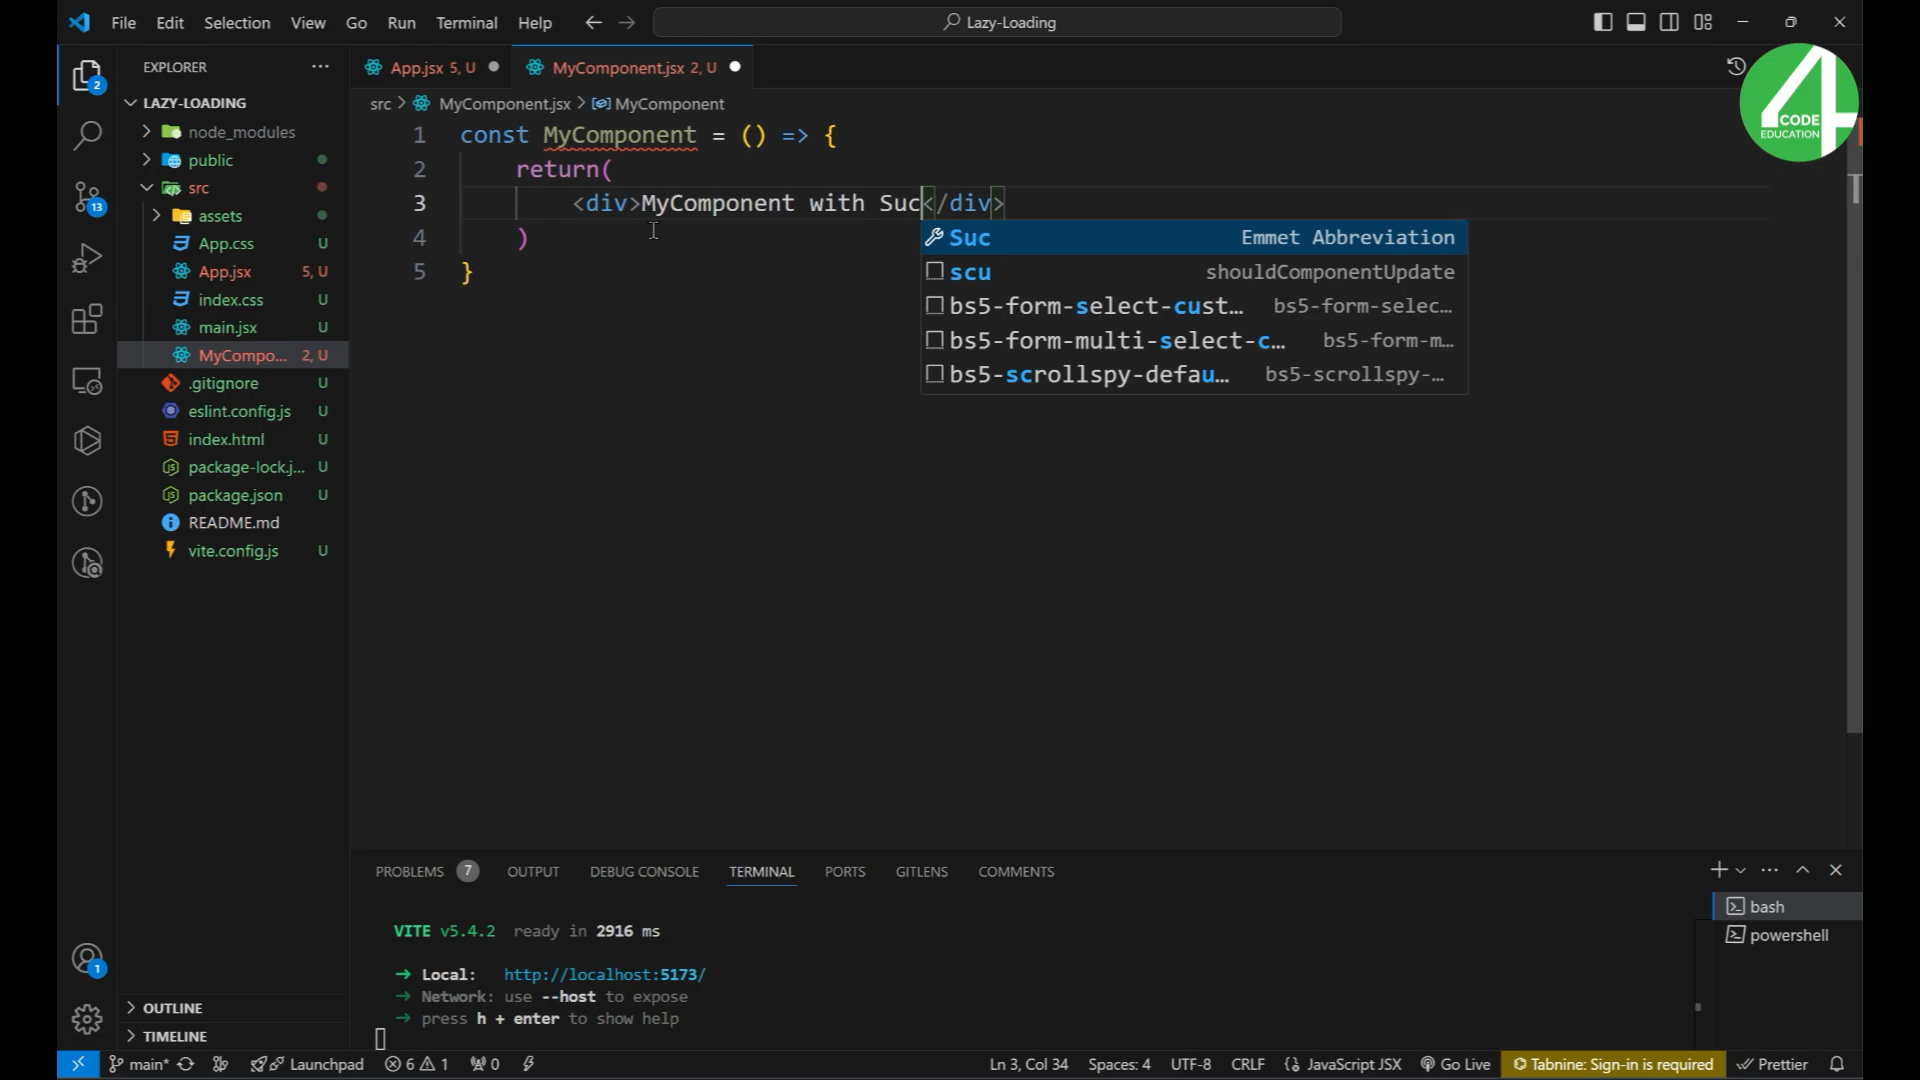 File Edit Selection View Go Run Terminal Help
Lazy-Loading
4 CODE EDUCATION
EXPLORER
LAZY-LOADING
node_modules
public
src
assets
App.css U
App.jsx 5, U
index.css U
main.jsx U
MyCompo... 2, U
.gitignore U
eslint.config.js U
index.html U
package-lock.j... U
package.json U
README.md
vite.config.js U
OUTLINE
TIMELINE
2
13
1
App.jsx 5, U
MyComponent.jsx 2, U
src > MyComponent.jsx > MyComponent
1 const MyComponent = () => {
2 return(
3 <div>MyComponent with Suc</div>
4 )
5 }
Suc Emmet Abbreviation
scu shouldComponentUpdate
bs5-form-select-cust... bs5-form-selec...
bs5-form-multi-select-c... bs5-form-m...
bs5-scrollspy-defau... bs5-scrollspy-...
PROBLEMS 7 OUTPUT DEBUG CONSOLE TERMINAL PORTS GITLENS COMMENTS
VITE v5.4.2 ready in 2916 ms
→ Local: http://localhost:5173/
→ Network: use --host to expose
→ press h + enter to show help
bash
powershell
main* Launchpad 6 1 0 Ln 3, Col 34 Spaces: 4 UTF-8 CRLF JavaScript JSX Go Live Tabnine: Sign-in is required Prettier